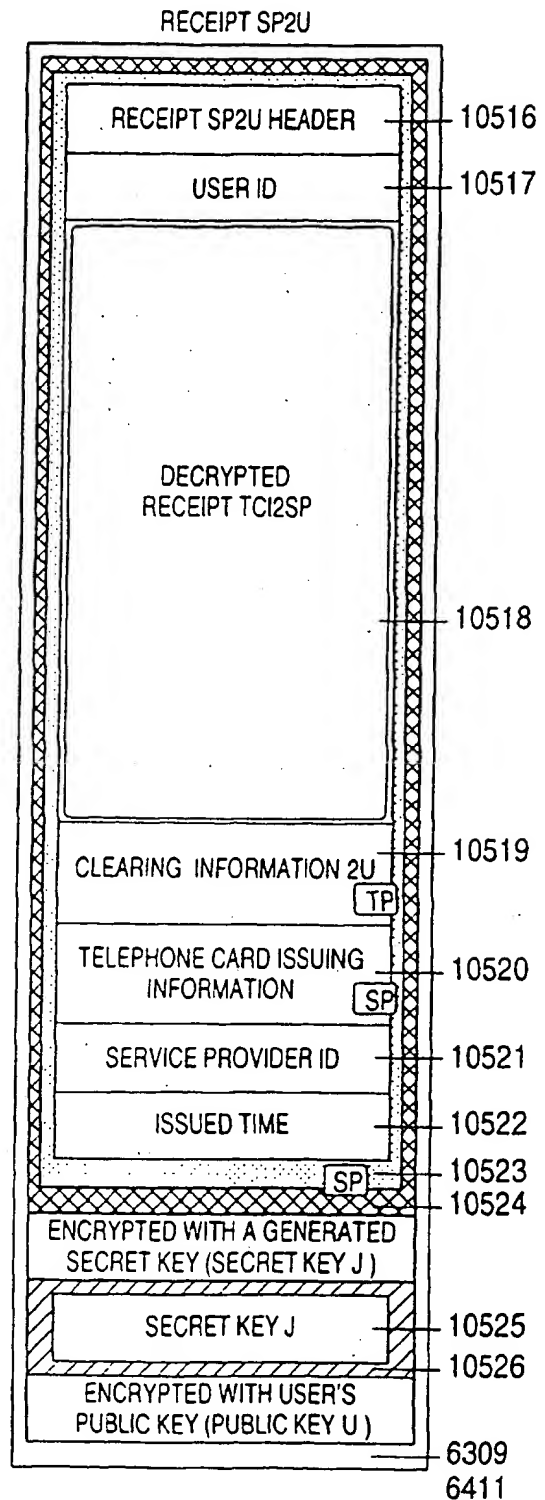 RECEIPT SP2U
RECEIPT SP2U HEADER
10516
USER ID
10517
DECRYPTED
RECEIPT TCI2SP
10518
CLEARING INFORMATION 2U
10519
TP
TELEPHONE CARD ISSUING
INFORMATION
10520
SP
SERVICE PROVIDER ID
10521
ISSUED TIME
10522
SP
10523
10524
ENCRYPTED WITH A GENERATED
SECRET KEY (SECRET KEY J )
SECRET KEY J
10525
10526
ENCRYPTED WITH USER'S
PUBLIC KEY (PUBLIC KEY U )
6309
6411